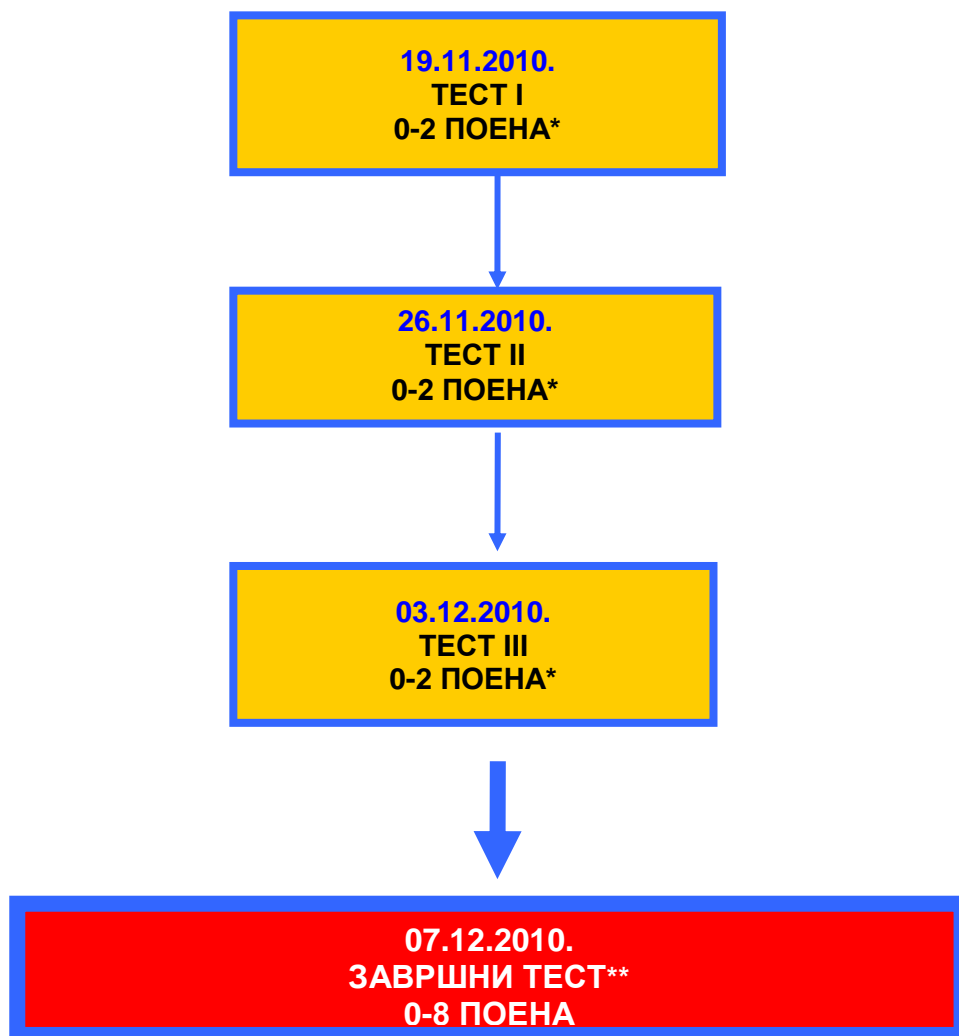 19.11.2010.
ТЕСТ I
0-2 ПОЕНА*
26.11.2010.
ТЕСТ II
0-2 ПОЕНА*
03.12.2010.
ТЕСТ III
0-2 ПОЕНА*
07.12.2010.
ЗАВРШНИ ТЕСТ**
0-8 ПОЕНА